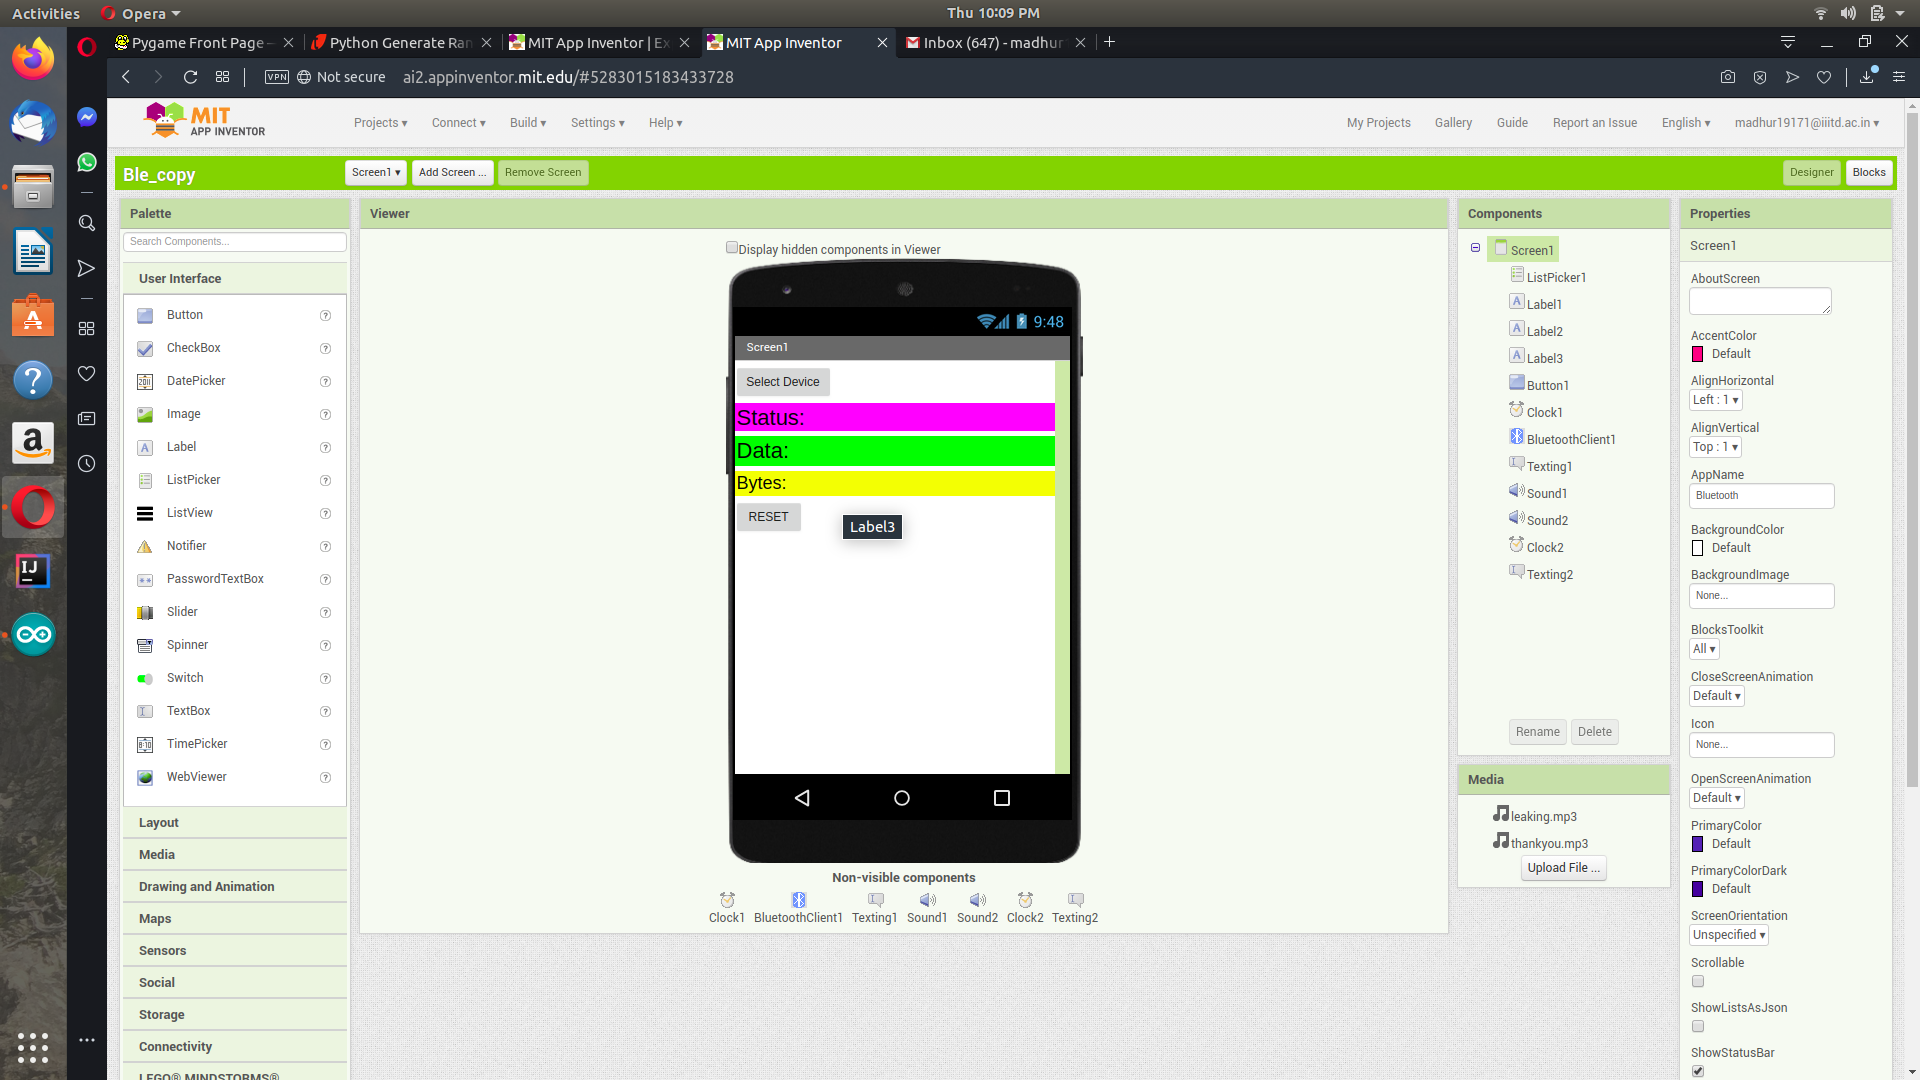 Activities
Opera ▾
Thu 10:09 PM
Pygame Front Page -
Python Generate Ran
MIT App Inventor | Ex
MIT App Inventor
Inbox (647) - madhur
VPN
Not secure
ai2.appinventor.mit.edu/#5283015183433728
MIT
APP INVENTOR
Projects ▾
Connect ▾
Build ▾
Settings ▾
Help ▾
My Projects
Gallery
Guide
Report an Issue
English ▾
madhur19171@iiitd.ac.in ▾
Ble_copy
Screen1 ▾
Add Screen ...
Remove Screen
Designer
Blocks
Palette
Search Components...
User Interface
Button
CheckBox
DatePicker
Image
Label
ListPicker
ListView
Notifier
PasswordTextBox
Slider
Spinner
Switch
TextBox
TimePicker
WebViewer
Layout
Media
Drawing and Animation
Maps
Sensors
Social
Storage
Connectivity
LEGO® MINDSTORMS®
Viewer
Display hidden components in Viewer
9:48
Screen1
Select Device
Status:
Data:
Bytes:
RESET
Label3
Non-visible components
Clock1
BluetoothClient1
Texting1
Sound1
Sound2
Clock2
Texting2
Components
Screen1
ListPicker1
Label1
Label2
Label3
Button1
Clock1
BluetoothClient1
Texting1
Sound1
Sound2
Clock2
Texting2
Rename
Delete
Media
leaking.mp3
thankyou.mp3
Upload File ...
Properties
Screen1
AboutScreen
AccentColor
Default
AlignHorizontal
Left : 1 ▾
AlignVertical
Top : 1 ▾
AppName
Bluetooth
BackgroundColor
Default
BackgroundImage
None...
BlocksToolkit
All ▾
CloseScreenAnimation
Default ▾
Icon
None...
OpenScreenAnimation
Default ▾
PrimaryColor
Default
PrimaryColorDark
Default
ScreenOrientation
Unspecified ▾
Scrollable
ShowListsAsJson
ShowStatusBar